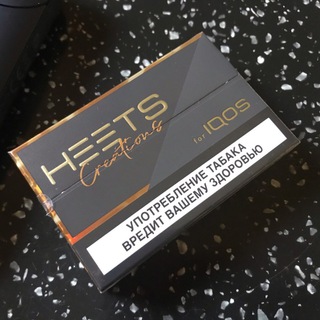 HEETS
Creations
for IQOS
УПОТРЕБЛЕНИЕ ТАБАКА
ВРЕДИТ ВАШЕМУ ЗДОРОВЬЮ